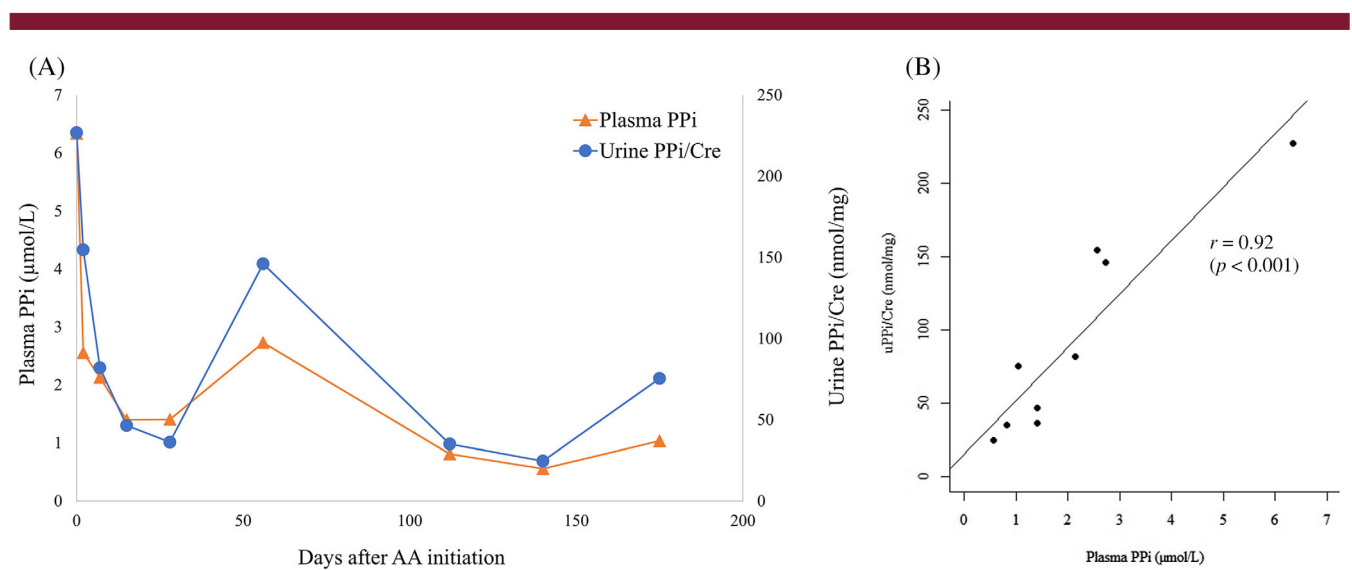 (A)
7
6
5
4
3
2
1
0
Plasma PPi (μmol/L)
250
200
150
100
50
0
Urine PPi/Cre (nmol/mg)
Plasma PPi
Urine PPi/Cre
0 50 100 150 200
Days after AA initiation
(B)
250
200
150
100
50
0
uPPi/Cre (nmol/mg)
r = 0.92
(p < 0.001)
0 1 2 3 4 5 6 7
Plasma PPi (μmol/L)